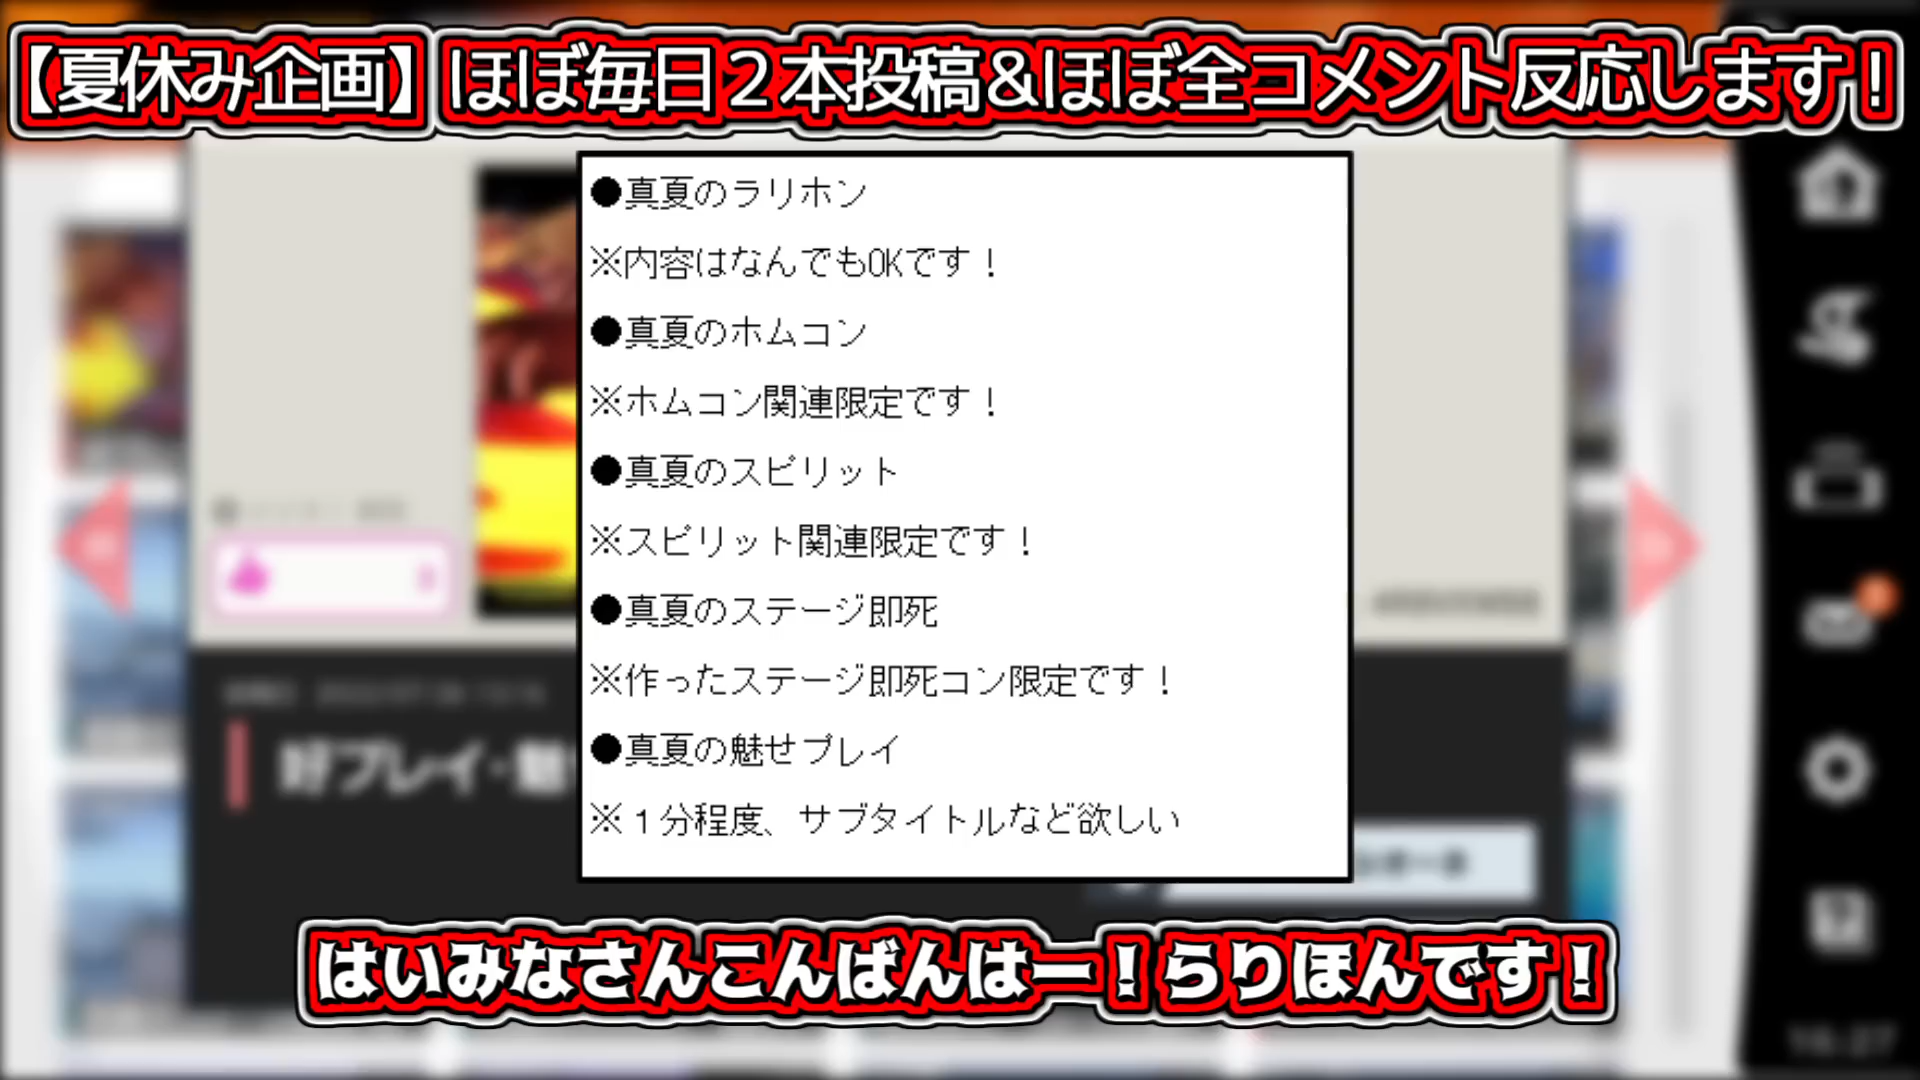 【夏休み企画】ほぼ毎日２本投稿＆ほぼ全コメント反応します！
●真夏のラリホン
※内容はなんでもOKです！
●真夏のホムコン
※ホムコン関連限定です！
●真夏のスピリット
※スピリット関連限定です！
●真夏のステージ即死
※作ったステージ即死コン限定です！
●真夏の魅せプレイ
※１分程度、サブタイトルなど欲しい
好プレイ・魅
はいみなさんこんばんはー！らりほんです！